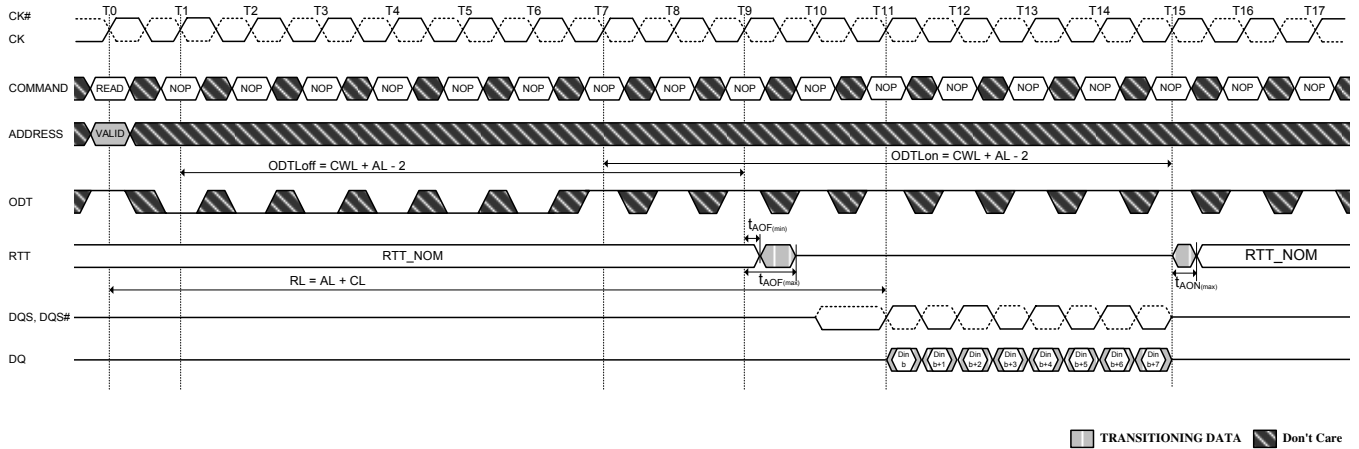 CK# T0 T1 T2 T3 T4 T5 T6 T7 T8 T9 T10 T11 T12 T13 T14 T15 T16 T17
CK
COMMAND READ NOP NOP NOP NOP NOP NOP NOP NOP NOP NOP NOP NOP NOP NOP NOP NOP NOP
ADDRESS VALID
ODTLoff = CWL + AL - 2 ODTLon = CWL + AL - 2
ODT
tAOF(min)
RTT RTT_NOM RTT_NOM
RL = AL + CL tAOF(max) tAON(max)
DQS, DQS#
DQ Din b Din b+1 Din b+2 Din b+3 Din b+4 Din b+5 Din b+6 Din b+7
TRANSITIONING DATA Don't Care